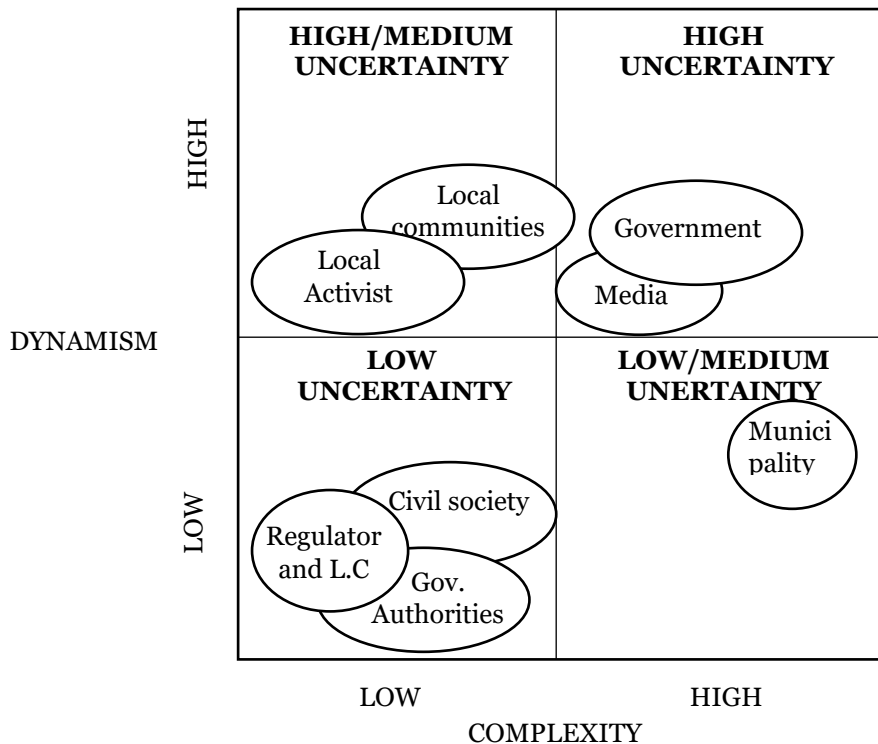 HIGH/MEDIUM
UNCERTAINTY
HIGH
UNCERTAINTY
HIGH
Local
communities
Government
Local
Activist
Media
DYNAMISM
LOW
UNCERTAINTY
LOW/MEDIUM
UNERTAINTY
Munici
pality
LOW
Civil society
Regulator
and L.C
Gov.
Authorities
LOW
HIGH
COMPLEXITY